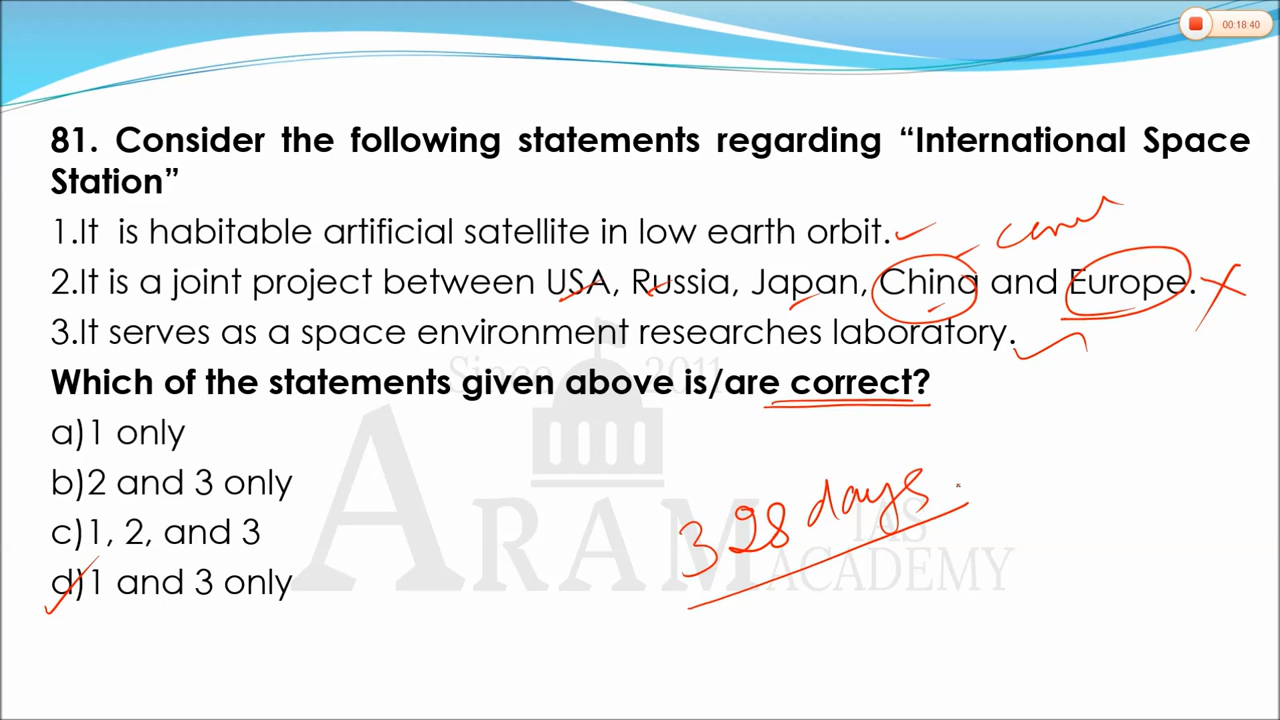 00:18:40
81. Consider the following statements regarding “International Space
Station”
1.It is habitable artificial satellite in low earth orbit.
2.It is a joint project between USA, Russia, Japan, China and Europe.
3.It serves as a space environment researches laboratory.
Which of the statements given above is/are correct?
a)1 only
b)2 and 3 only
c)1, 2, and 3
d)1 and 3 only
328 days
Since 2011
ARAM IAS ACADEMY